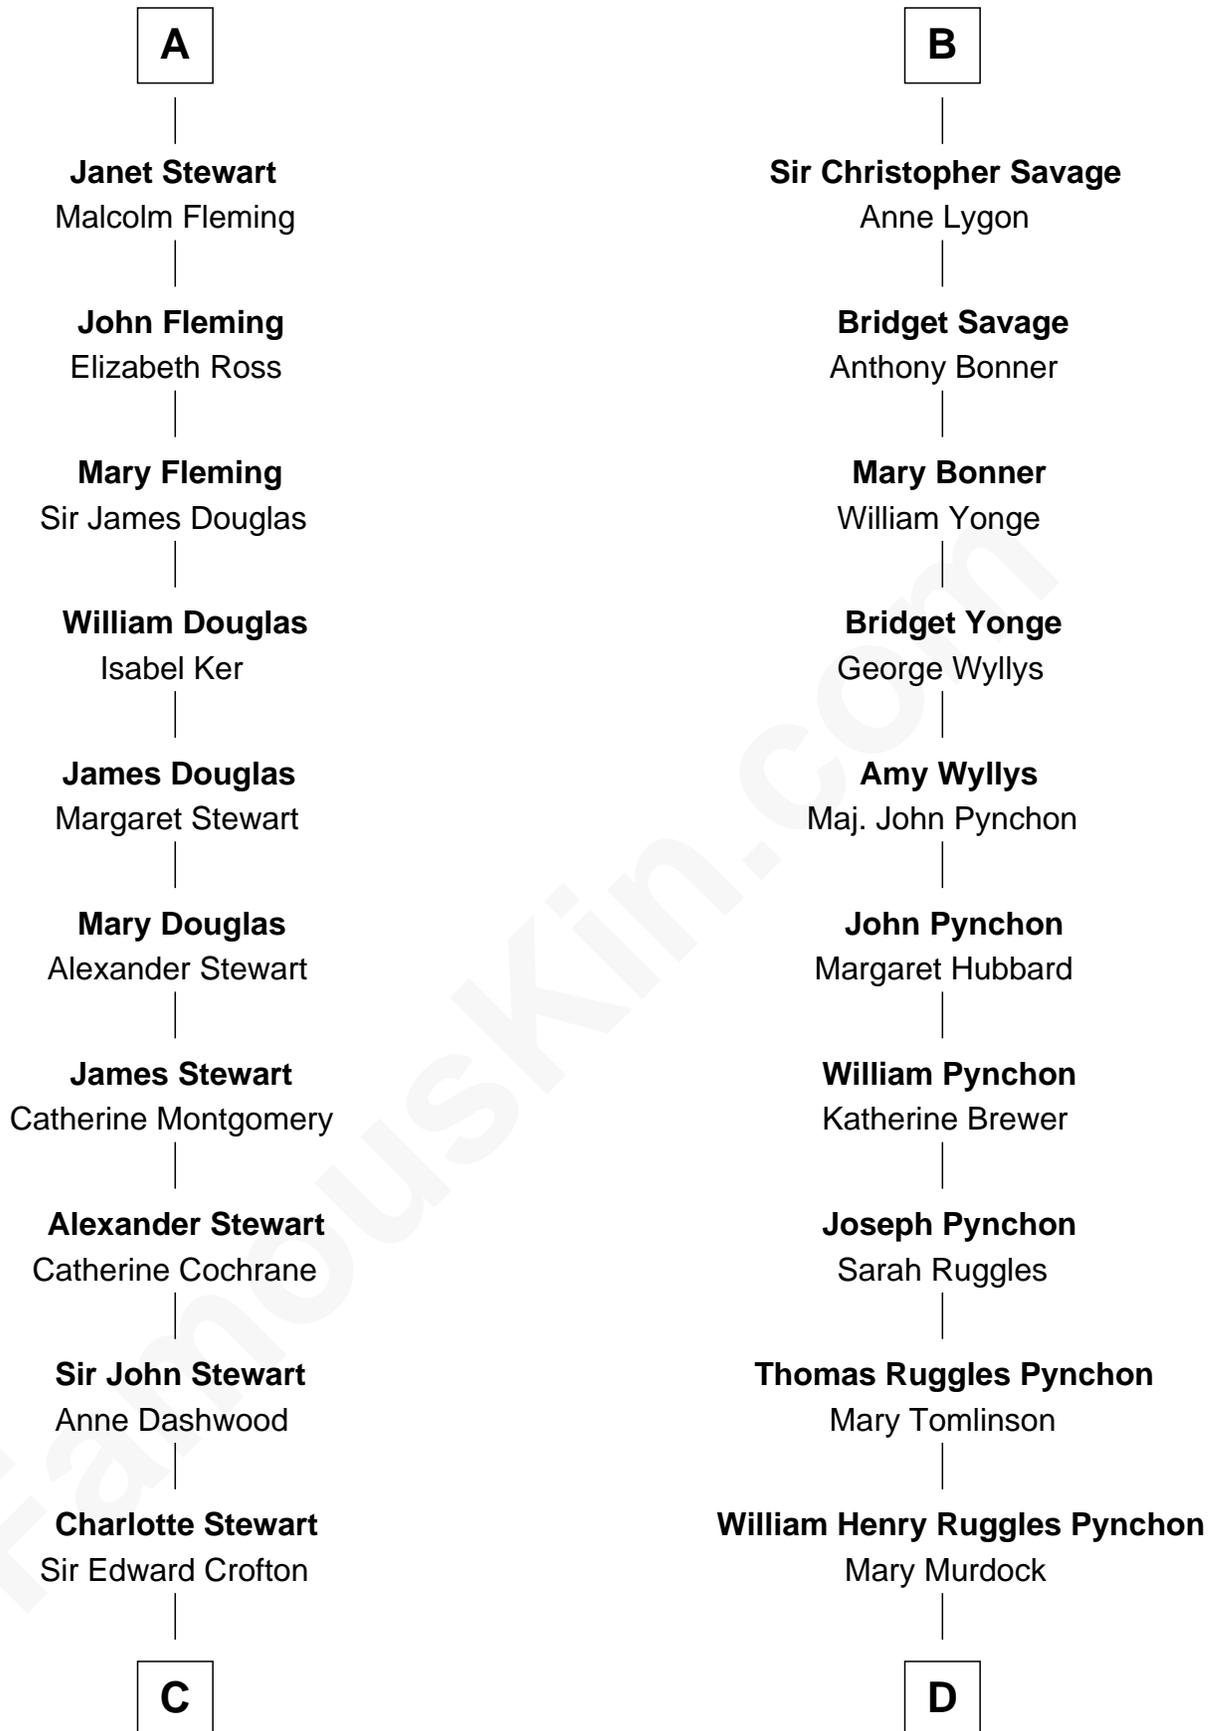 A
Janet Stewart
Malcolm Fleming
John Fleming
Elizabeth Ross
Mary Fleming
Sir James Douglas
William Douglas
Isabel Ker
James Douglas
Margaret Stewart
Mary Douglas
Alexander Stewart
James Stewart
Catherine Montgomery
Alexander Stewart
Catherine Cochrane
Sir John Stewart
Anne Dashwood
Charlotte Stewart
Sir Edward Crofton
C
B
Sir Christopher Savage
Anne Lygon
Bridget Savage
Anthony Bonner
Mary Bonner
William Yonge
Bridget Yonge
George Wyllys
Amy Wyllys
Maj. John Pynchon
John Pynchon
Margaret Hubbard
William Pynchon
Katherine Brewer
Joseph Pynchon
Sarah Ruggles
Thomas Ruggles Pynchon
Mary Tomlinson
William Henry Ruggles Pynchon
Mary Murdock
D
FamousKin.com